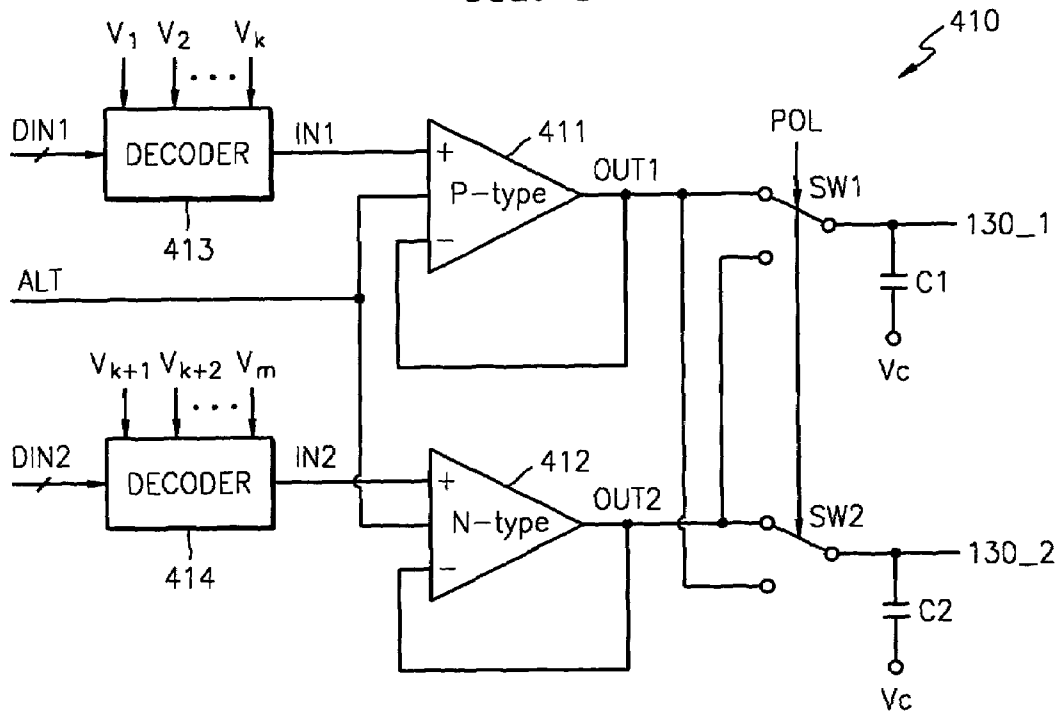 410
V1 V2 ... Vk
POL
DIN1
DECODER
IN1
+
P-type
-
411
OUT1
SW1
130_1
413
C1
ALT
Vc
Vk+1 Vk+2 ... Vm
DIN2
DECODER
IN2
+
N-type
-
412
OUT2
SW2
130_2
414
C2
Vc